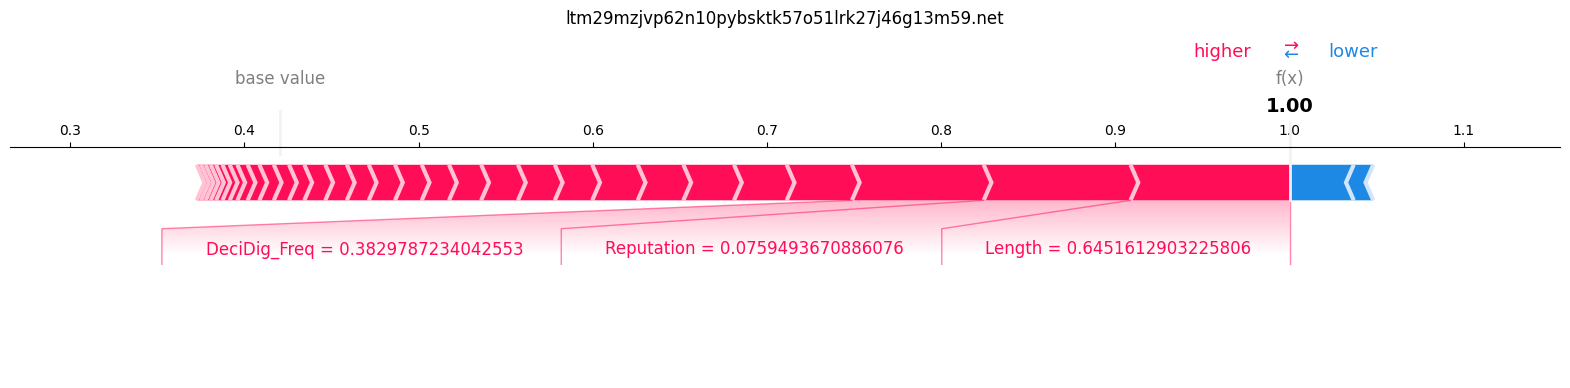 ltm29mzjvp62n10pybsktk57o51lrk27j46g13m59.net
higher ⇄ lower
base value f(x)
1.00
0.3 0.4 0.5 0.6 0.7 0.8 0.9 1.0 1.1
DeciDig_Freq = 0.3829787234042553 Reputation = 0.0759493670886076 Length = 0.6451612903225806